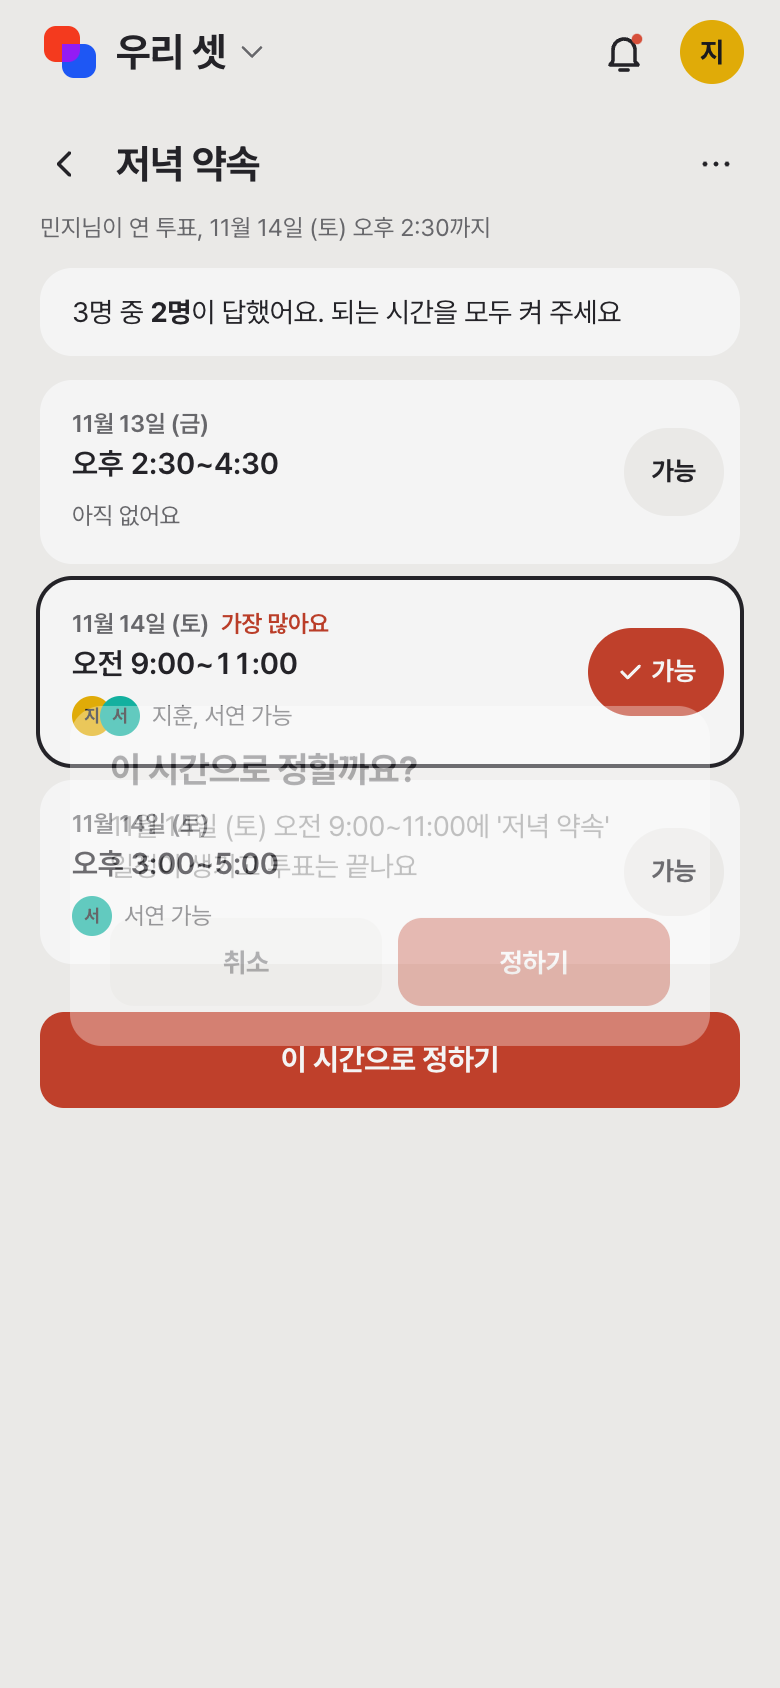 우리 셋
지
저녁 약속
민지님이 연 투표, 11월 14일 (토) 오후 2:30까지
3명 중 2명이 답했어요. 되는 시간을 모두 켜 주세요
11월 13일 (금)
오후 2:30~4:30
아직 없어요
가능
11월 14일 (토) 가장 많아요
오전 9:00~11:00
가능
지 서 지훈, 서연 가능
이 시간으로 정할까요?
11월 14일 (토)
11월 14일 (토) 오전 9:00~11:00에 '저녁 약속'
오후 3:00~5:00
투표는 끝나요
가능
서 서연 가능
취소
정하기
이 시간으로 정하기